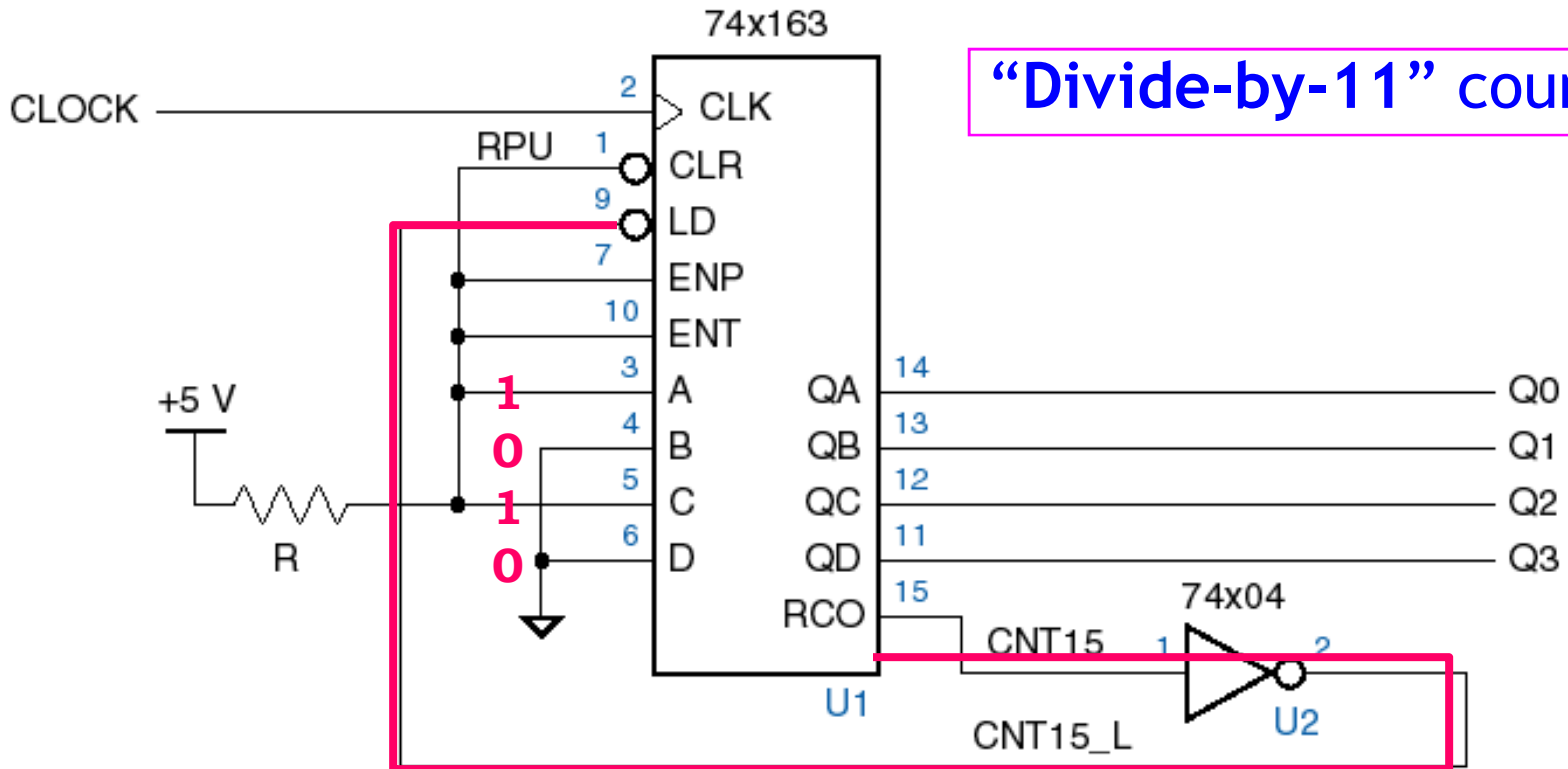 74x163
“Divide-by-11” coun
CLOCK
2
CLK
RPU
1
CLR
9
LD
7
ENP
10
ENT
3
+5 V
1
A
QA
14
Q0
4
0
B
QB
13
Q1
5
1
C
QC
12
Q2
R
6
0
D
QD
11
Q3
RCO
15
74x04
CNT15
1
2
U1
U2
CNT15_L